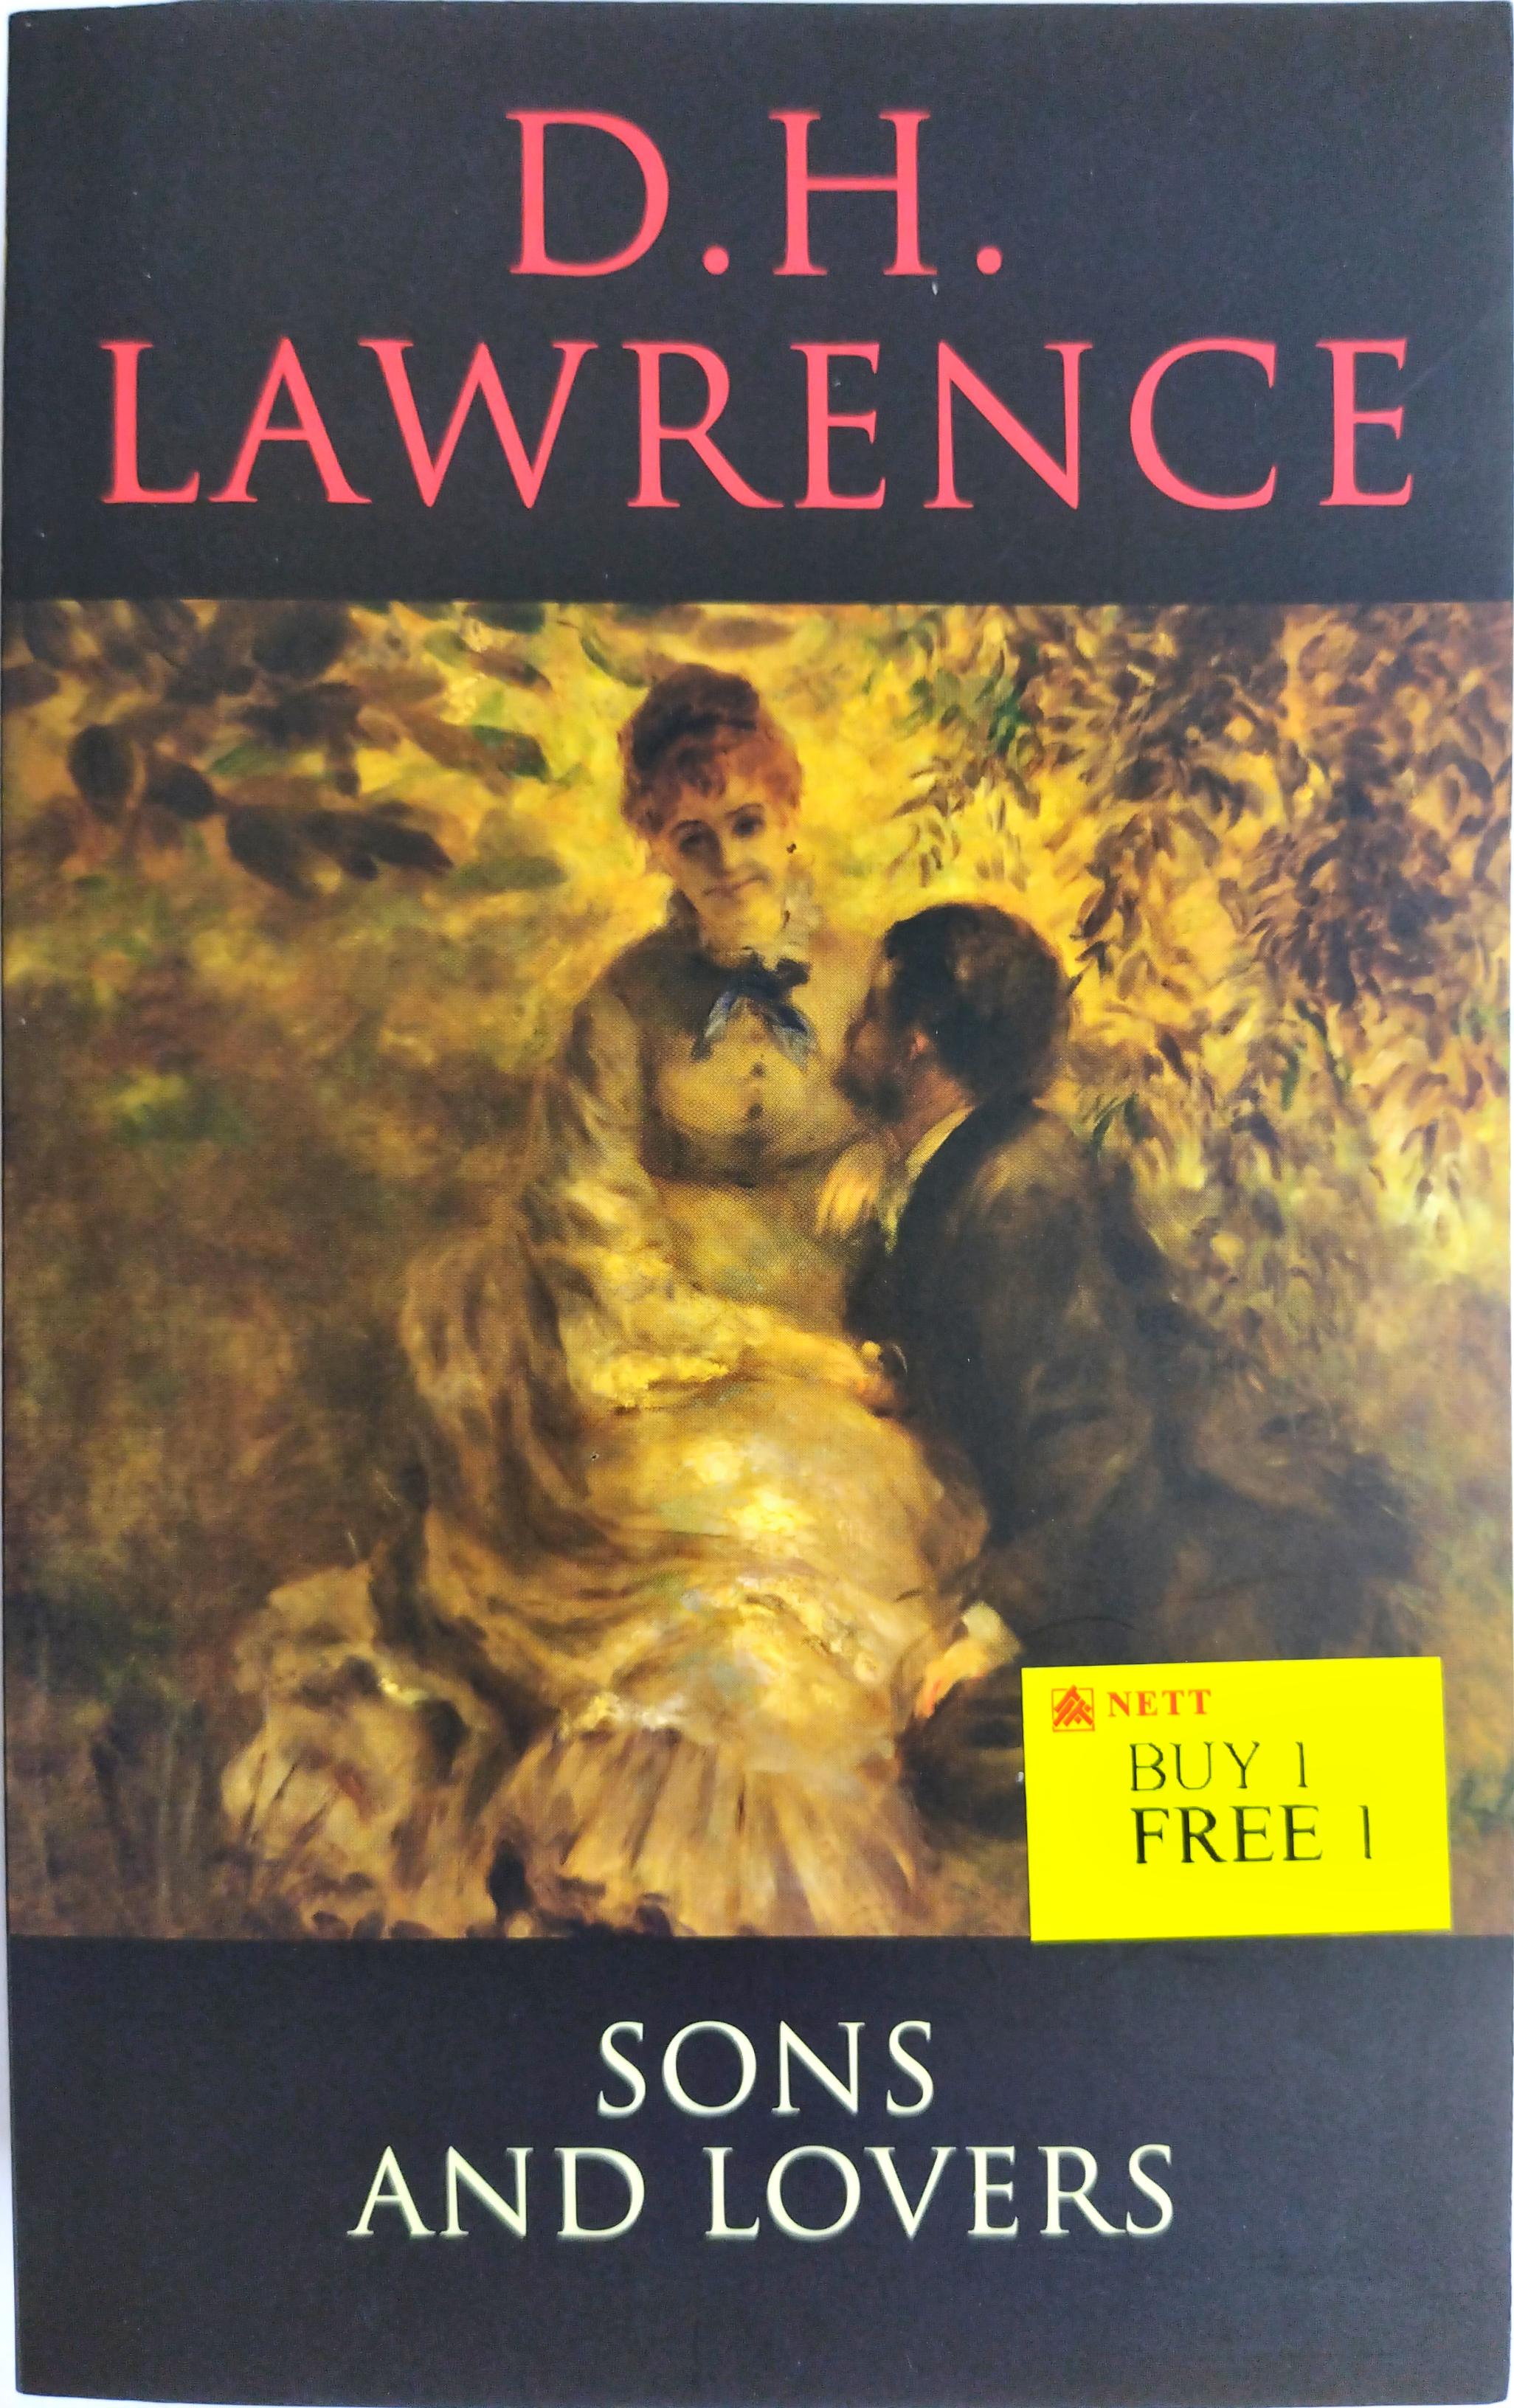 D.H.
LAWRENCE
NETT
BUY 1
FREE 1
SONS
AND LOVERS